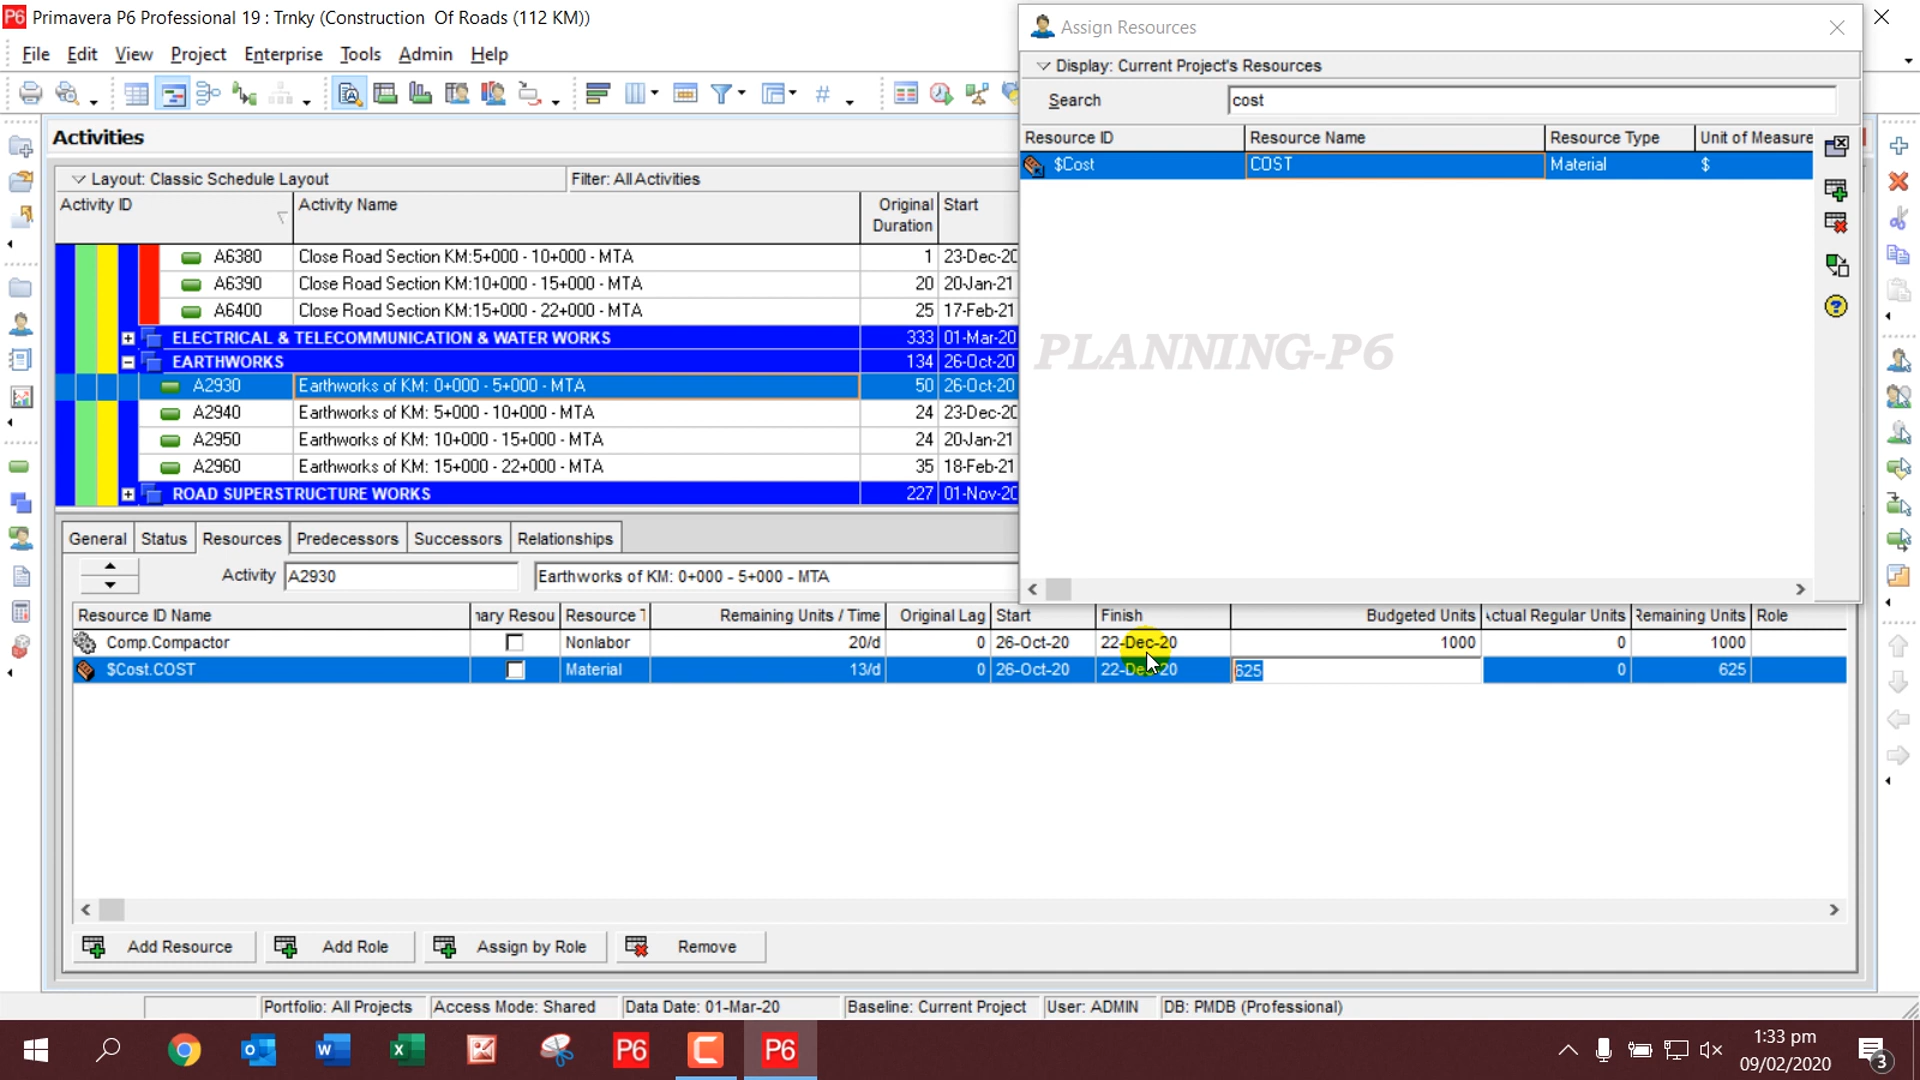 Primavera P6 Professional 19 : Trnky (Construction Of Roads (112 KM))
File Edit View Project Enterprise Tools Admin Help
Activities
Layout: Classic Schedule Layout Filter: All Activities
Activity ID Activity Name Original Duration Start
A6380 Close Road Section KM:5+000 - 10+000 - MTA 1 23-Dec-20
A6390 Close Road Section KM:10+000 - 15+000 - MTA 20 20-Jan-21
A6400 Close Road Section KM:15+000 - 22+000 - MTA 25 17-Feb-21
ELECTRICAL & TELECOMMUNICATION & WATER WORKS 333 01-Mar-20
EARTHWORKS 134 26-Oct-20
A2930 Earthworks of KM: 0+000 - 5+000 - MTA 50 26-Oct-20
A2940 Earthworks of KM: 5+000 - 10+000 - MTA 24 23-Dec-20
A2950 Earthworks of KM: 10+000 - 15+000 - MTA 24 20-Jan-21
A2960 Earthworks of KM: 15+000 - 22+000 - MTA 35 18-Feb-21
ROAD SUPERSTRUCTURE WORKS 227 01-Nov-20
Assign Resources
Display: Current Project's Resources
Search cost
Resource ID Resource Name Resource Type Unit of Measure
$Cost COST Material $
PLANNING-P6
General Status Resources Predecessors Successors Relationships
Activity A2930 Earthworks of KM: 0+000 - 5+000 - MTA
Resource ID Name nary Resou Resource T Remaining Units / Time Original Lag Start Finish Budgeted Units Actual Regular Units Remaining Units Role
Comp.Compactor Nonlabor 20/d 0 26-Oct-20 22-Dec-20 1000 0 1000
$Cost.COST Material 13/d 0 26-Oct-20 22-Dec-20 625 0 625
Add Resource Add Role Assign by Role Remove
Portfolio: All Projects Access Mode: Shared Data Date: 01-Mar-20 Baseline: Current Project User: ADMIN DB: PMDB (Professional)
1:33 pm
09/02/2020
3